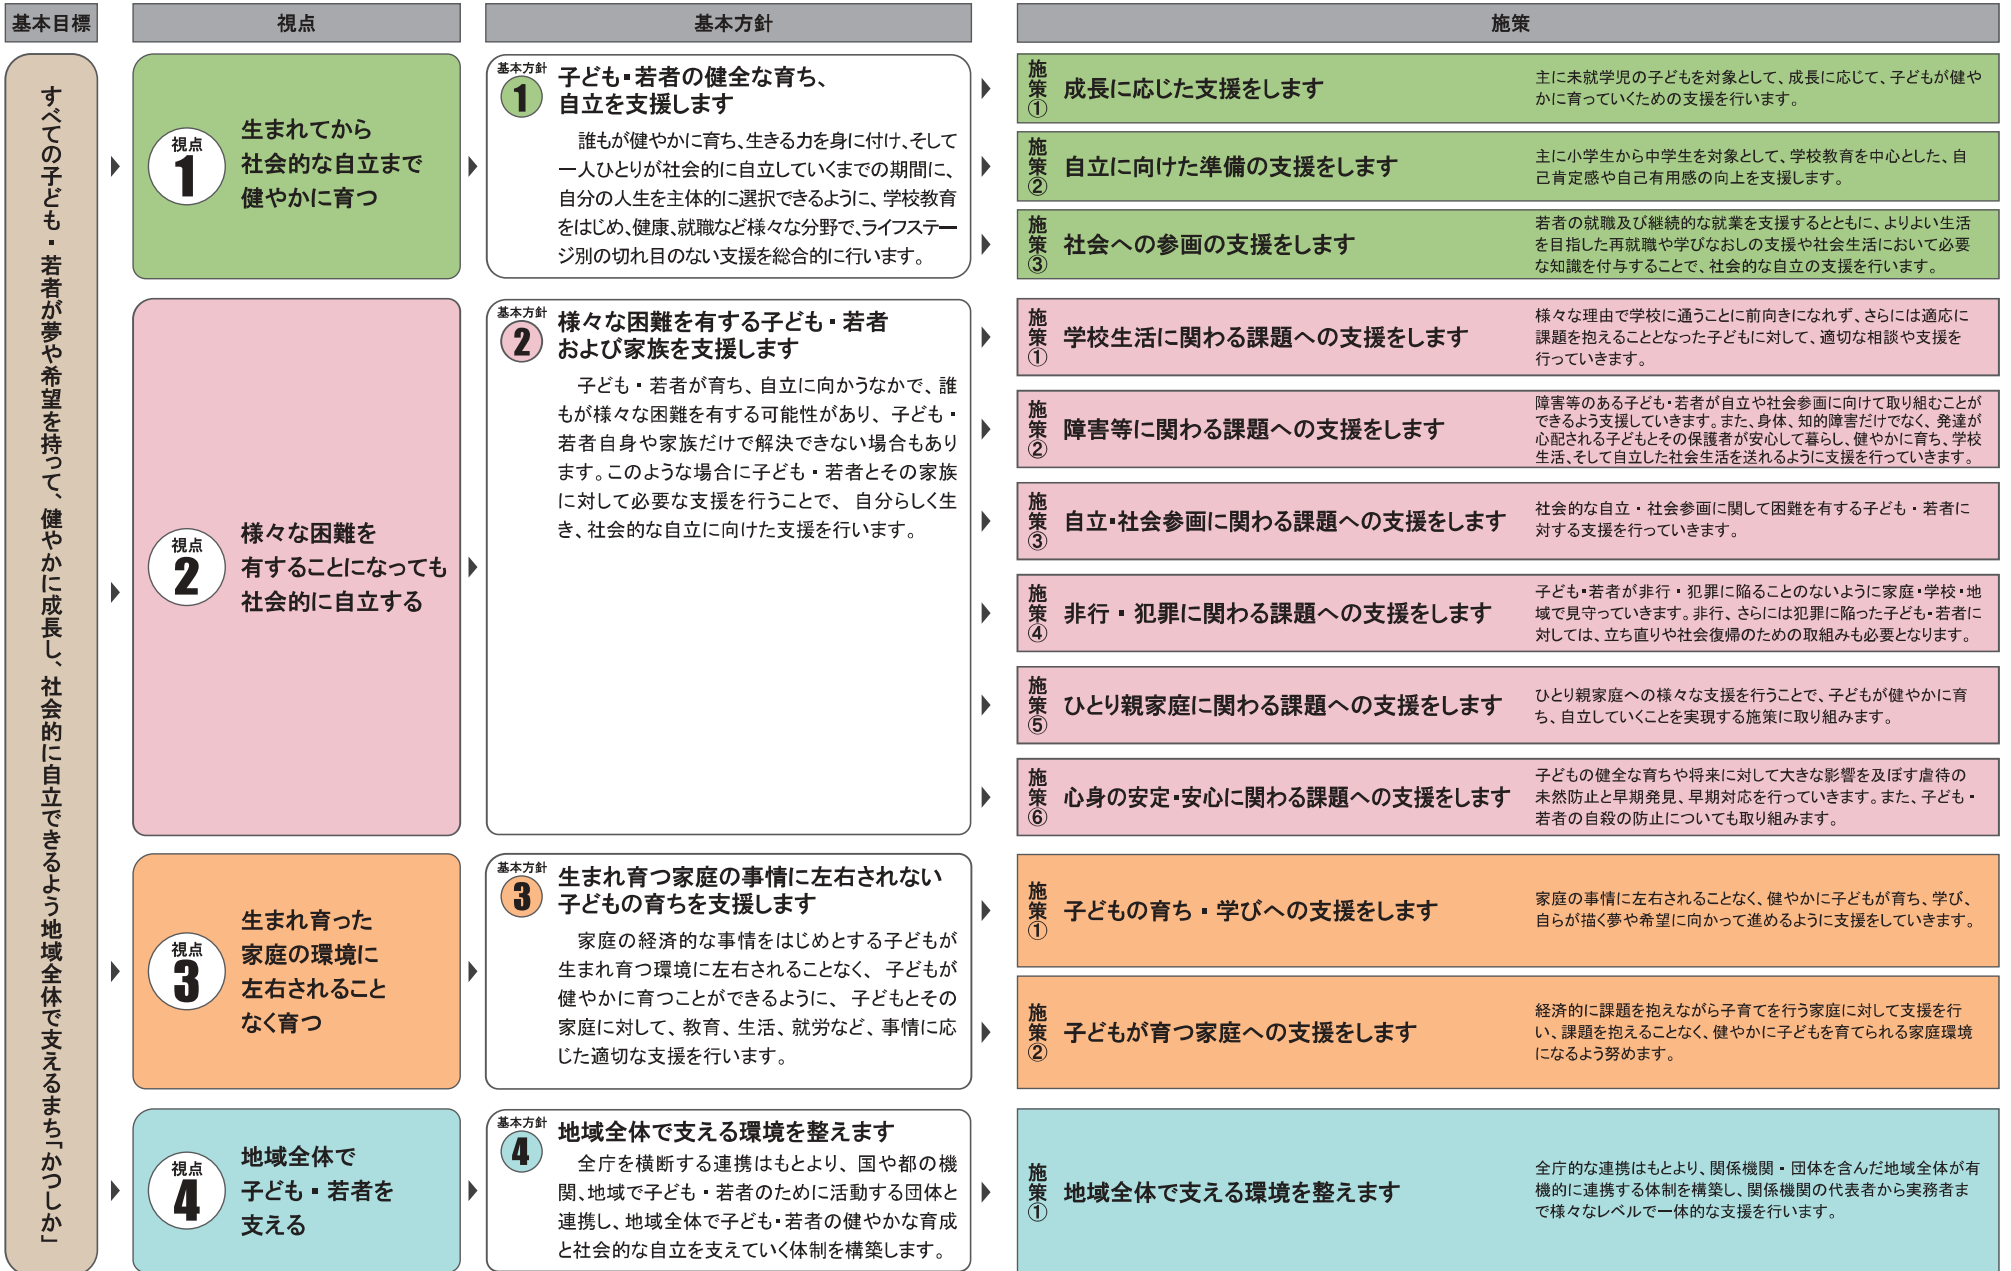 基本目標
視点
基本方針
施策
すべての子ども・若者が夢や希望を持って、健やかに成長し、社会的に自立できるよう地域全体で支えるまち「かつしか」
視点
1
生まれてから
社会的な自立まで
健やかに育つ
基本方針
1
子ども・若者の健全な育ち、
自立を支援します
誰もが健やかに育ち、生きる力を身に付け、そして
一人ひとりが社会的に自立していくまでの期間に、
自分の人生を主体的に選択できるように、学校教育
をはじめ、健康、就職など様々な分野で、ライフステー
ジ別の切れ目のない支援を総合的に行います。
施策①
成長に応じた支援をします
主に未就学児の子どもを対象として、成長に応じて、子どもが健や
かに育っていくための支援を行います。
施策②
自立に向けた準備の支援をします
主に小学生から中学生を対象として、学校教育を中心とした、自
己肯定感や自己有用感の向上を支援します。
施策③
社会への参画の支援をします
若者の就職及び継続的な就業を支援するとともに、よりよい生活
を目指した再就職や学びなおしの支援や社会生活において必要
な知識を付与することで、社会的な自立の支援を行います。
視点
2
様々な困難を
有することになっても
社会的に自立する
基本方針
2
様々な困難を有する子ども・若者
および家族を支援します
子ども・若者が育ち、自立に向かうなかで、誰
もが様々な困難を有する可能性があり、子ども・
若者自身や家族だけで解決できない場合もあり
ます。このような場合に子ども・若者とその家族
に対して必要な支援を行うことで、自分らしく生
き、社会的な自立に向けた支援を行います。
施策①
学校生活に関わる課題への支援をします
様々な理由で学校に通うことに前向きになれず、さらには適応に
課題を抱えることとなった子どもに対して、適切な相談や支援を
行っていきます。
施策②
障害等に関わる課題への支援をします
障害等のある子ども・若者が自立や社会参画に向けて取り組むことが
できるよう支援していきます。また、身体、知的障害だけでなく、発達が
心配される子どもとその保護者が安心して暮らし、健やかに育ち、学校
生活、そして自立した社会生活を送れるように支援を行っていきます。
施策③
自立・社会参画に関わる課題への支援をします
社会的な自立・社会参画に関して困難を有する子ども・若者に
対する支援を行っていきます。
施策④
非行・犯罪に関わる課題への支援をします
子ども・若者が非行・犯罪に陥ることのないように家庭・学校・地
域で見守っていきます。非行、さらには犯罪に陥った子ども・若者に
対しては、立ち直りや社会復帰のための取組みも必要となります。
施策⑤
ひとり親家庭に関わる課題への支援をします
ひとり親家庭への様々な支援を行うことで、子どもが健やかに育
ち、自立していくことを実現する施策に取り組みます。
施策⑥
心身の安定・安心に関わる課題への支援をします
子どもの健全な育ちや将来に対して大きな影響を及ぼす虐待の
未然防止と早期発見、早期対応を行っていきます。また、子ども・
若者の自殺の防止についても取り組みます。
視点
3
生まれ育った
家庭の環境に
左右されること
なく育つ
基本方針
3
生まれ育つ家庭の事情に左右されない
子どもの育ちを支援します
家庭の経済的な事情をはじめとする子どもが
生まれ育つ環境に左右されることなく、子どもが
健やかに育つことができるように、子どもとその
家庭に対して、教育、生活、就労など、事情に応
じた適切な支援を行います。
施策①
子どもの育ち・学びへの支援をします
家庭の事情に左右されることなく、健やかに子どもが育ち、学び、
自らが描く夢や希望に向かって進めるように支援をしていきます。
施策②
子どもが育つ家庭への支援をします
経済的に課題を抱えながら子育てを行う家庭に対して支援を行
い、課題を抱えることなく、健やかに子どもを育てられる家庭環境
になるよう努めます。
視点
4
地域全体で
子ども・若者を
支える
基本方針
4
地域全体で支える環境を整えます
全庁を横断する連携はもとより、国や都の機
関、地域で子ども・若者のために活動する団体と
連携し、地域全体で子ども・若者の健やかな育成
と社会的な自立を支えていく体制を構築します。
施策①
地域全体で支える環境を整えます
全庁的な連携はもとより、関係機関・団体を含んだ地域全体が有
機的に連携する体制を構築し、関係機関の代表者から実務者ま
で様々なレベルで一体的な支援を行います。